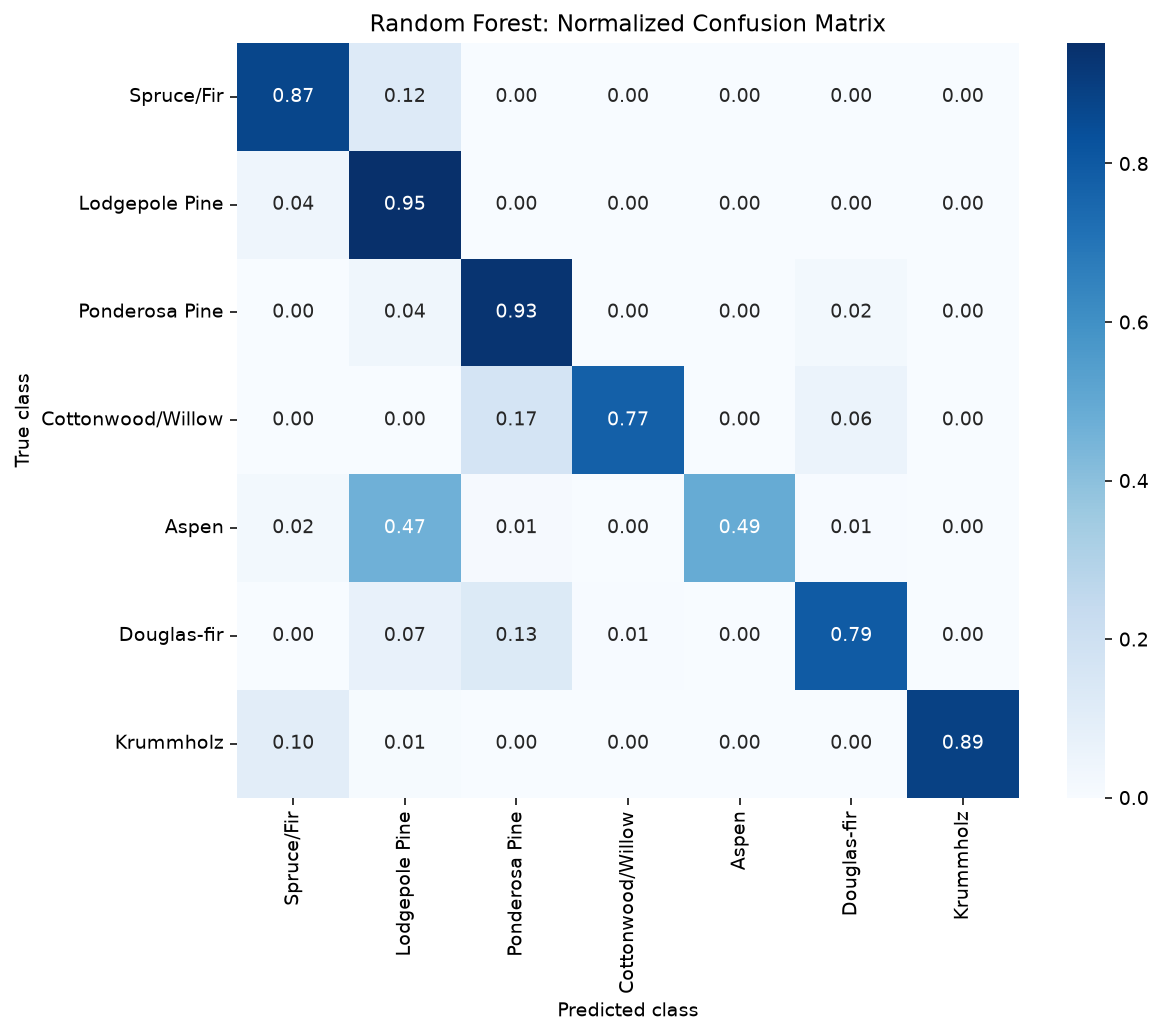 Random Forest: Normalized Confusion Matrix
True class
Spruce/Fir 0.87 0.12 0.00 0.00 0.00 0.00 0.00
Lodgepole Pine 0.04 0.95 0.00 0.00 0.00 0.00 0.00
Ponderosa Pine 0.00 0.04 0.93 0.00 0.00 0.02 0.00
Cottonwood/Willow 0.00 0.00 0.17 0.77 0.00 0.06 0.00
Aspen 0.02 0.47 0.01 0.00 0.49 0.01 0.00
Douglas-fir 0.00 0.07 0.13 0.01 0.00 0.79 0.00
Krummholz 0.10 0.01 0.00 0.00 0.00 0.00 0.89
Spruce/Fir
Lodgepole Pine
Ponderosa Pine
Cottonwood/Willow
Aspen
Douglas-fir
Krummholz
Predicted class
0.8
0.6
0.4
0.2
0.0